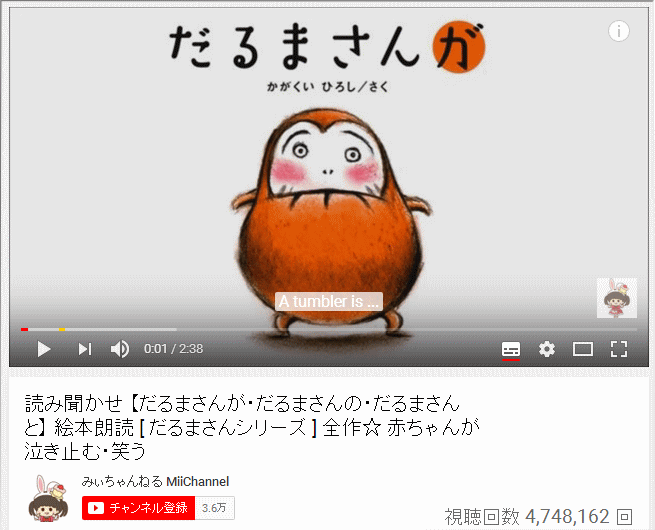 だるまさんが
かがくい ひろし／さく
A tumbler is ...
0:01 / 2:38
読み聞かせ 【だるまさんが・だるまさんの・だるまさん
と】 絵本朗読 [ だるまさんシリーズ ] 全作☆ 赤ちゃんが
泣き止む・笑う
みぃちゃんねる MiiChannel
チャンネル登録 3.6万
視聴回数 4,748,162 回